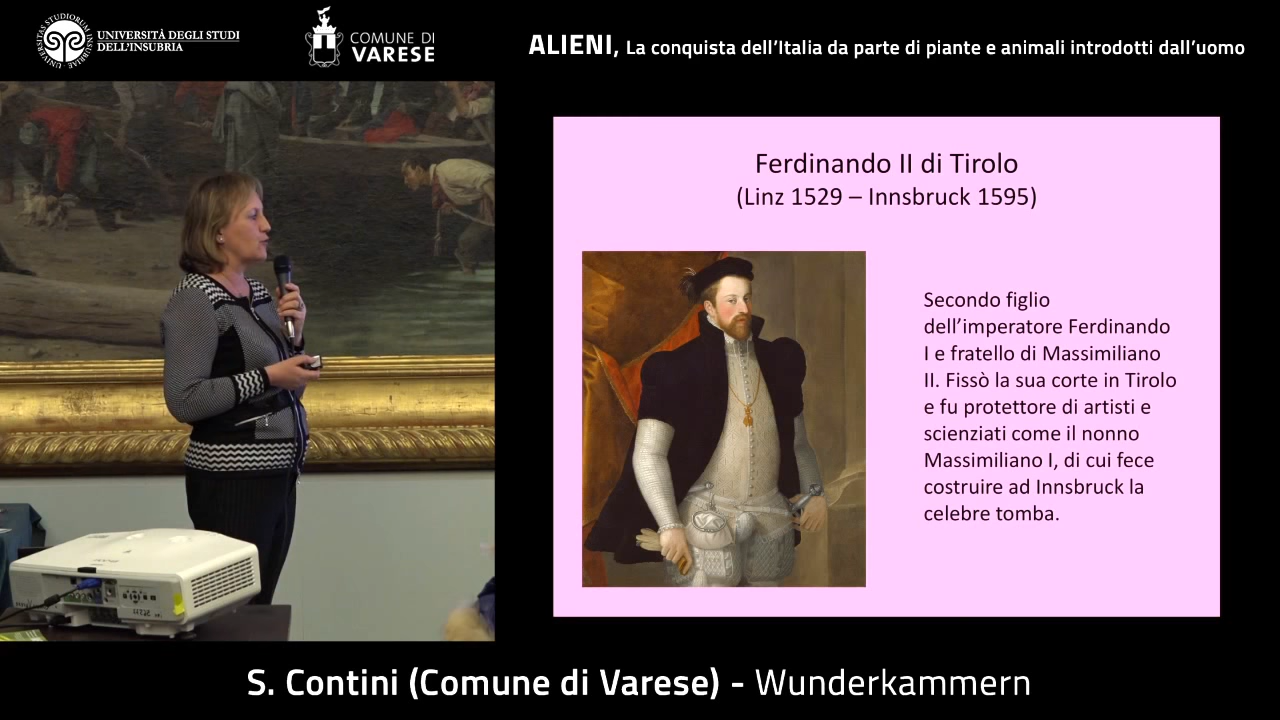 UNIVERSITAS STUDIORUM INSUBRIAE
UNIVERSITÀ DEGLI STUDI
DELL'INSUBRIA
COMUNE DI
VARESE
ALIENI, La conquista dell'Italia da parte di piante e animali introdotti dall'uomo
Ferdinando II di Tirolo
(Linz 1529 – Innsbruck 1595)
Secondo figlio
dell'imperatore Ferdinando
I e fratello di Massimiliano
II. Fissò la sua corte in Tirolo
e fu protettore di artisti e
scienziati come il nonno
Massimiliano I, di cui fece
costruire ad Innsbruck la
celebre tomba.
S. Contini (Comune di Varese) - Wunderkammern